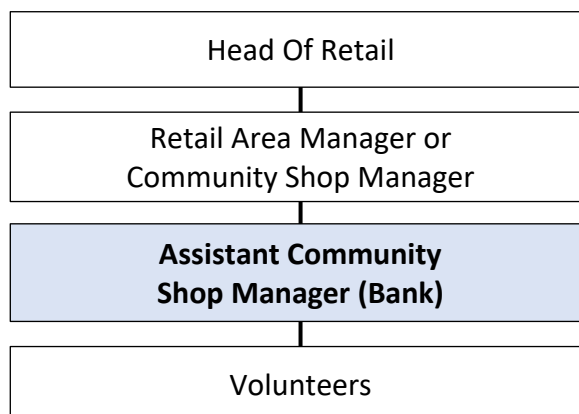 Head Of Retail
Retail Area Manager or
Community Shop Manager
Assistant Community
Shop Manager (Bank)
Volunteers